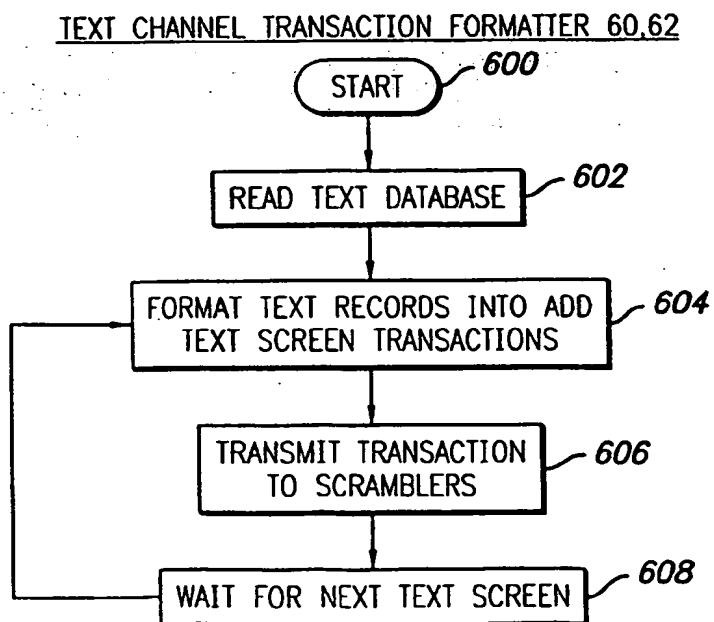 TEXT CHANNEL TRANSACTION FORMATTER 60,62
START
600
READ TEXT DATABASE
602
FORMAT TEXT RECORDS INTO ADD
TEXT SCREEN TRANSACTIONS
604
TRANSMIT TRANSACTION
TO SCRAMBLERS
606
WAIT FOR NEXT TEXT SCREEN
608